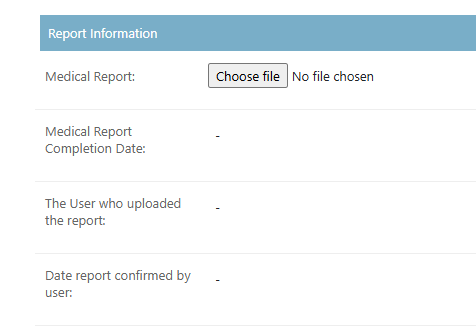 Report Information
Medical Report:
Choose file No file chosen
Medical Report
Completion Date:
-
The User who uploaded
the report:
-
Date report confirmed by
user:
-